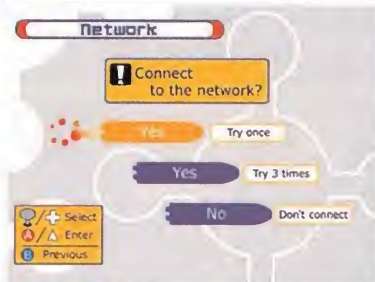 Network
! Connect
to the network?
Yes Try once
Yes Try 3 times
No Don't connect
/ Select
A / Enter
B Previous